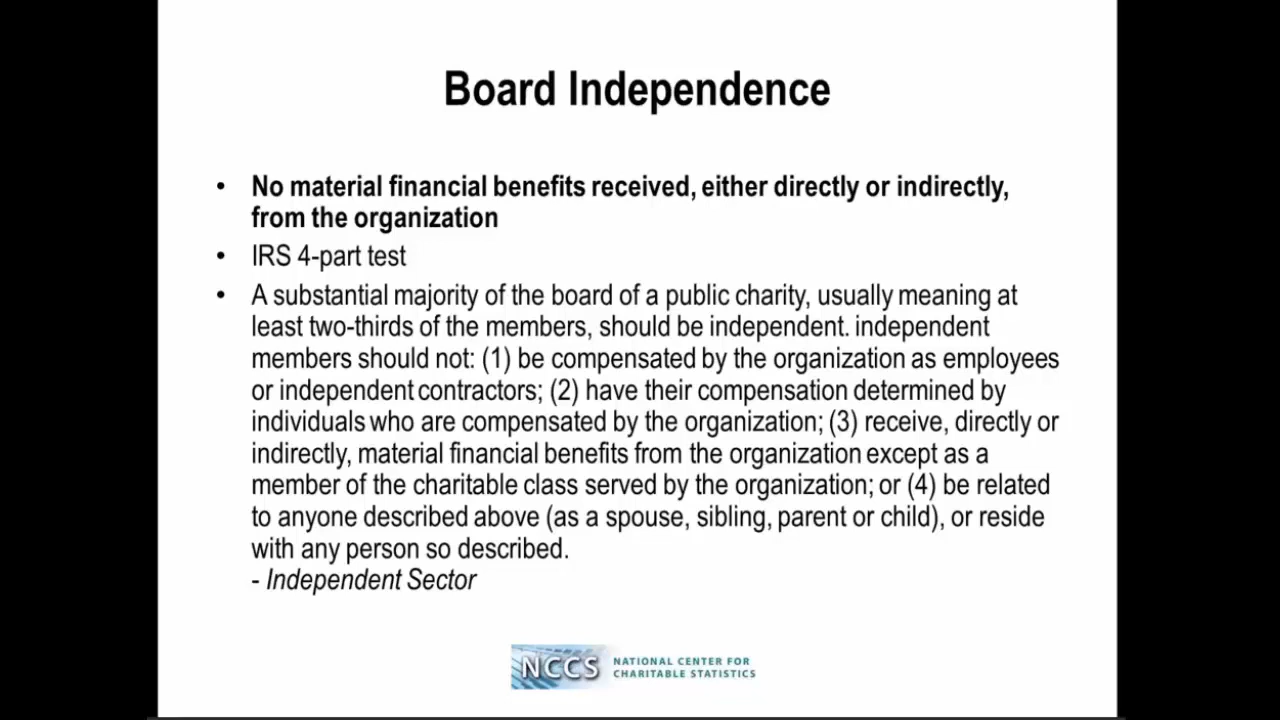 Board Independence
• No material financial benefits received, either directly or indirectly,
from the organization
• IRS 4-part test
• A substantial majority of the board of a public charity, usually meaning at
least two-thirds of the members, should be independent. independent
members should not: (1) be compensated by the organization as employees
or independent contractors; (2) have their compensation determined by
individuals who are compensated by the organization; (3) receive, directly or
indirectly, material financial benefits from the organization except as a
member of the charitable class served by the organization; or (4) be related
to anyone described above (as a spouse, sibling, parent or child), or reside
with any person so described.
- Independent Sector
NCCS
NATIONAL CENTER FOR
CHARITABLE STATISTICS